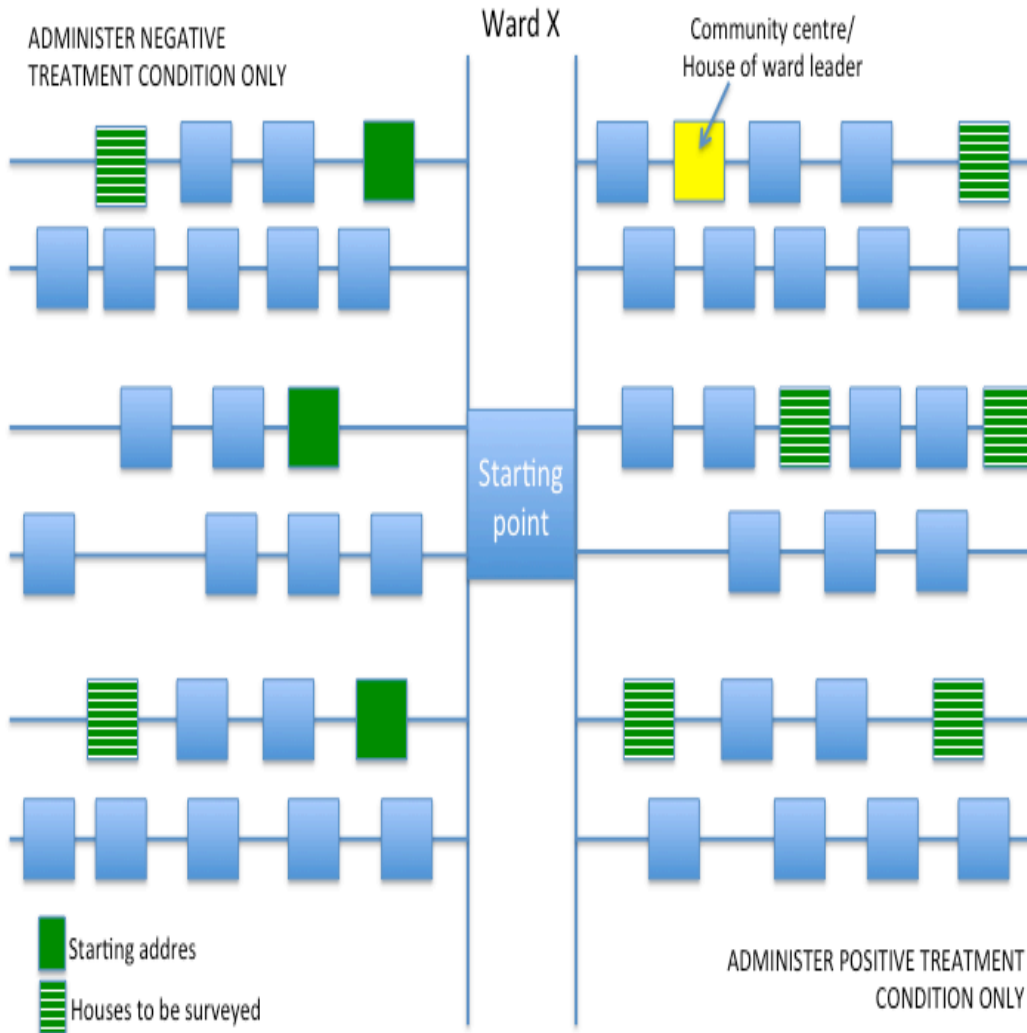 Ward X
ADMINISTER NEGATIVE
TREATMENT CONDITION ONLY
Community centre/
House of ward leader
Starting
point
Starting addres
Houses to be surveyed
ADMINISTER POSITIVE TREATMENT
CONDITION ONLY